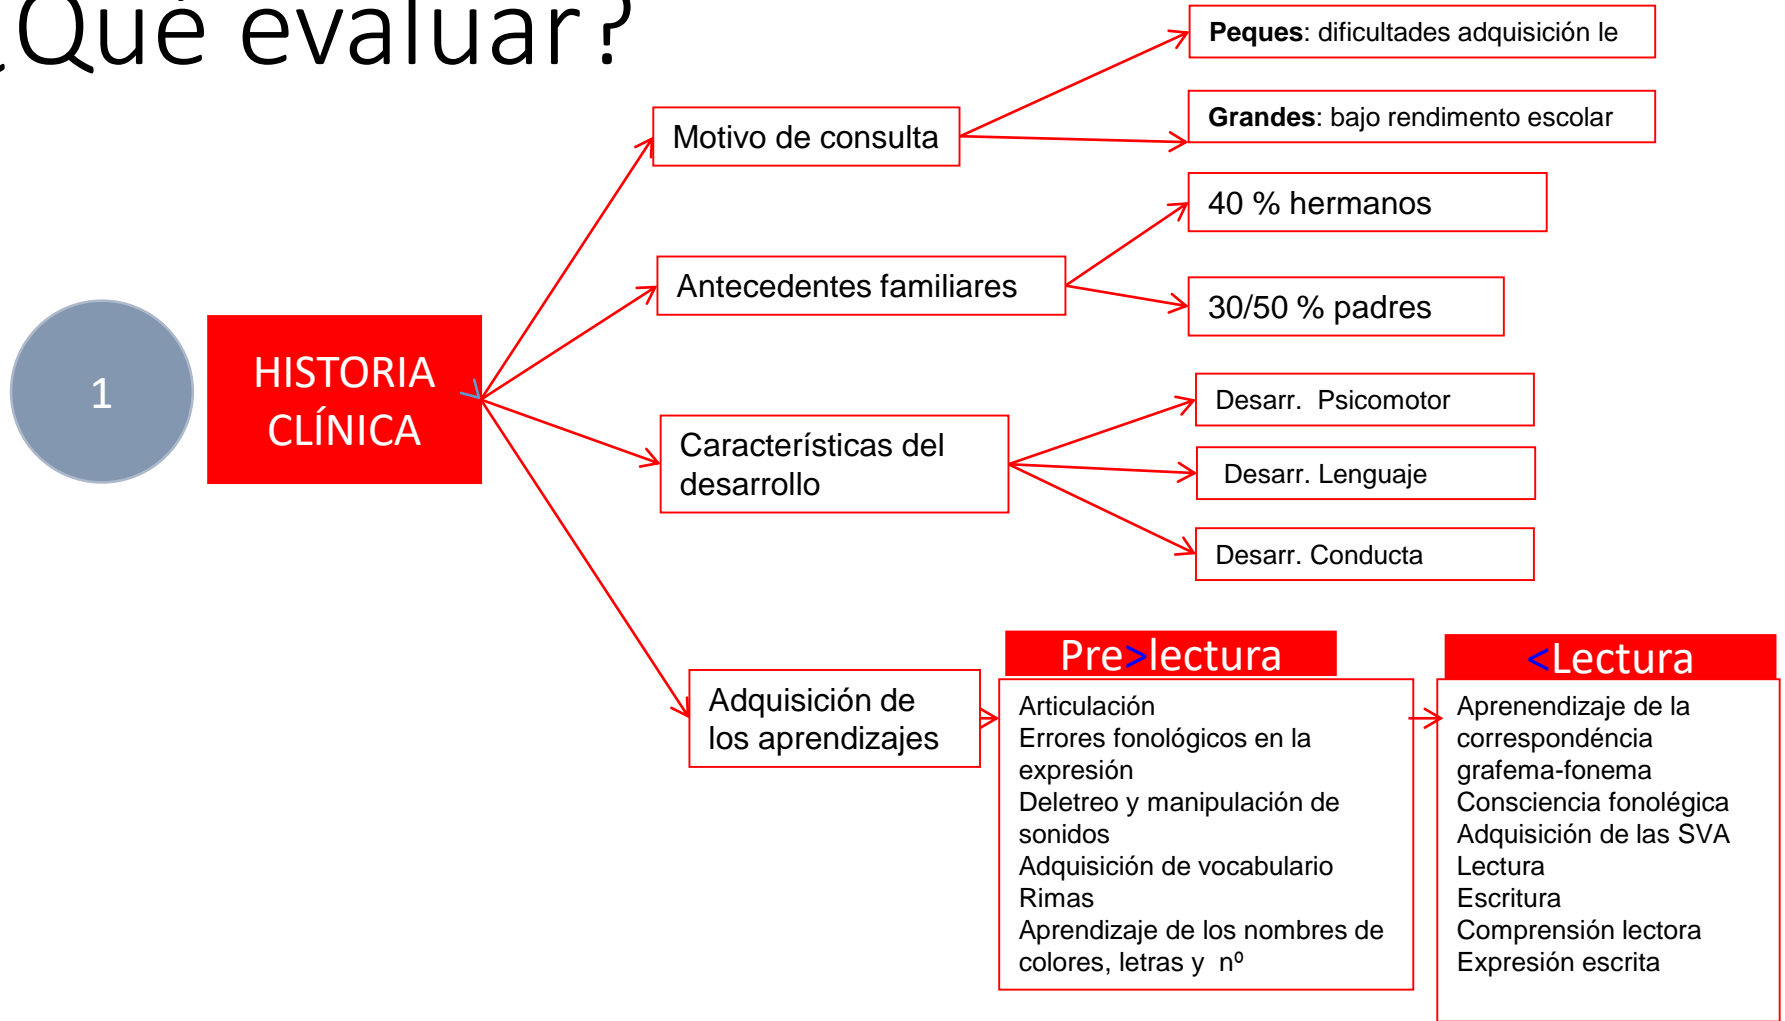 ¿Qué evaluar?
1
HISTORIA
CLÍNICA
Motivo de consulta
Peques: dificultades adquisición le
Grandes: bajo rendimento escolar
Antecedentes familiares
40 % hermanos
30/50 % padres
Característícas del
desarrollo
Desarr.  Psicomotor
Desarr. Lenguaje
Desarr. Conducta
Adquisición de
los aprendizajes
Pre>lectura
Articulación
Errores fonológicos en la
expresión
Deletreo y manipulación de
sonidos
Adquisición de vocabulario
Rimas
Aprendizaje de los nombres de
colores, letras y  nº
<Lectura
Aprenendizaje de la
correspondéncia
grafema-fonema
Consciencia fonolégica
Adquisición de las SVA
Lectura
Escritura
Comprensión lectora
Expresión escrita